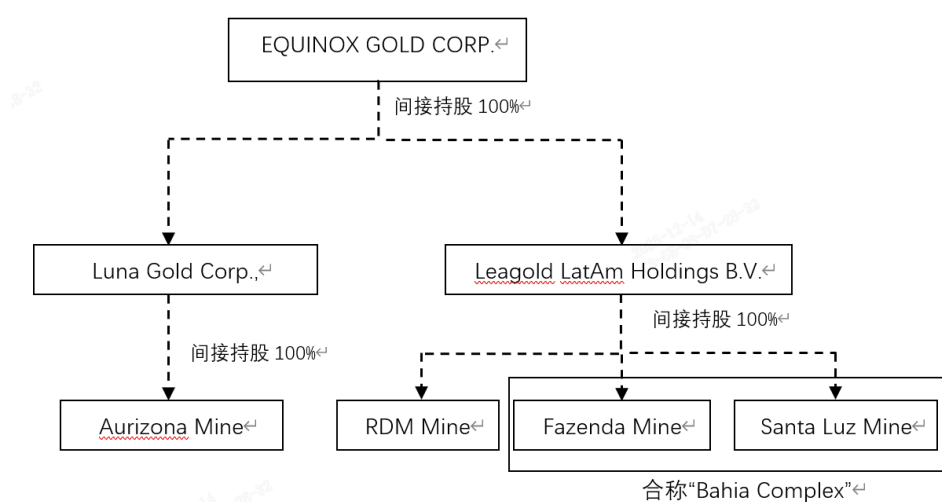 EQUINOX GOLD CORP.
间接持股 100%
Luna Gold Corp.,
Leagold LatAm Holdings B.V.
间接持股 100%
间接持股 100%
Aurizona Mine
RDM Mine
Fazenda Mine
Santa Luz Mine
合称“Bahia Complex”